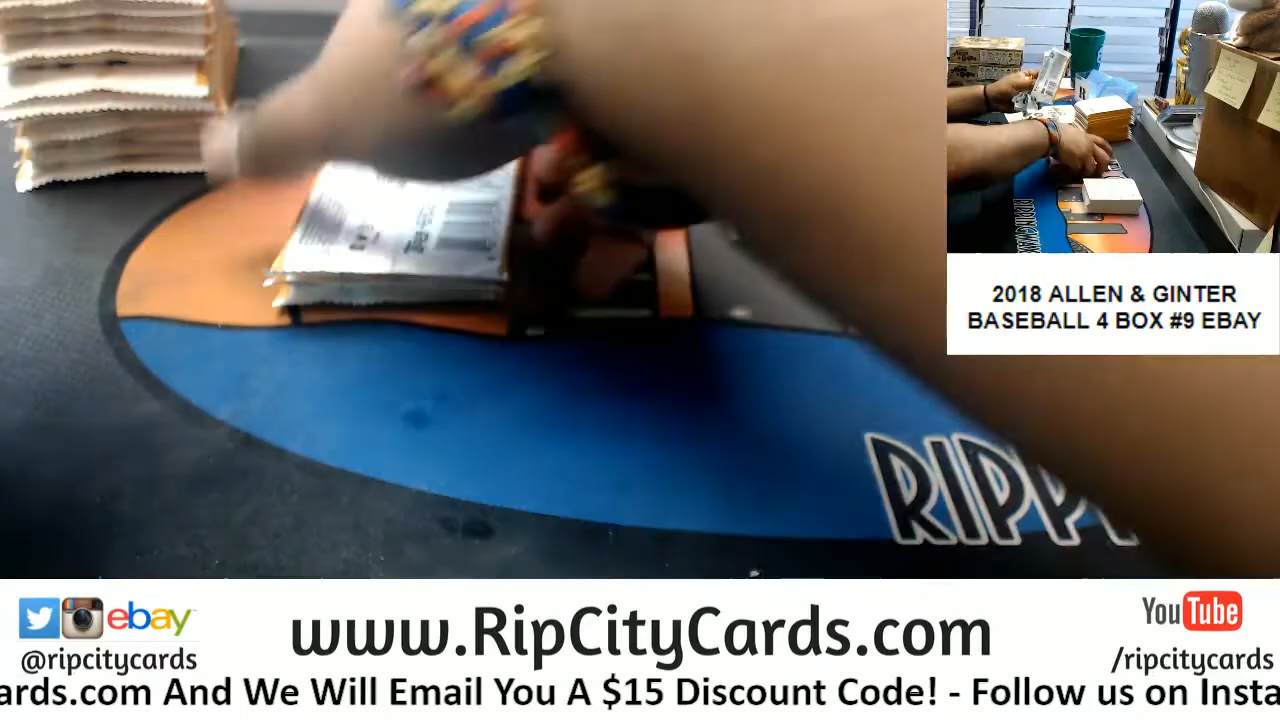 2018 ALLEN & GINTER
BASEBALL 4 BOX #9 EBAY
RIPP
ebay
@ripcitycards
www.RipCityCards.com
YouTube
/ripcitycards
ards.com And We Will Email You A $15 Discount Code! - Follow us on Insta